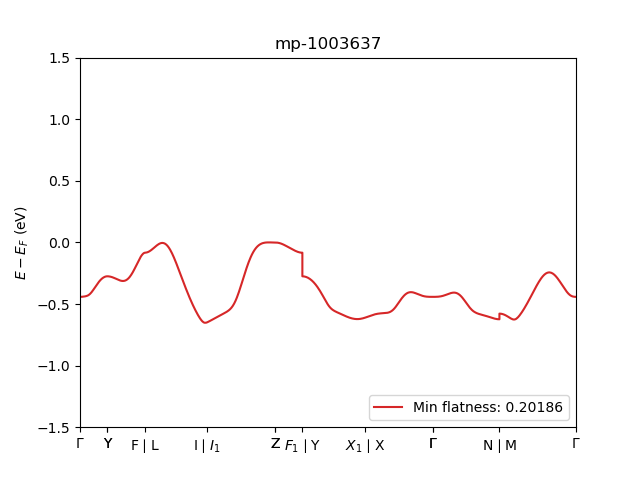 mp-1003637
E − E_F (eV)
1.5
1.0
0.5
0.0
−0.5
−1.0
−1.5
Min flatness: 0.20186
Γ Y F | L I | I₁ Z F₁ | Y X₁ | X Γ N | M Γ